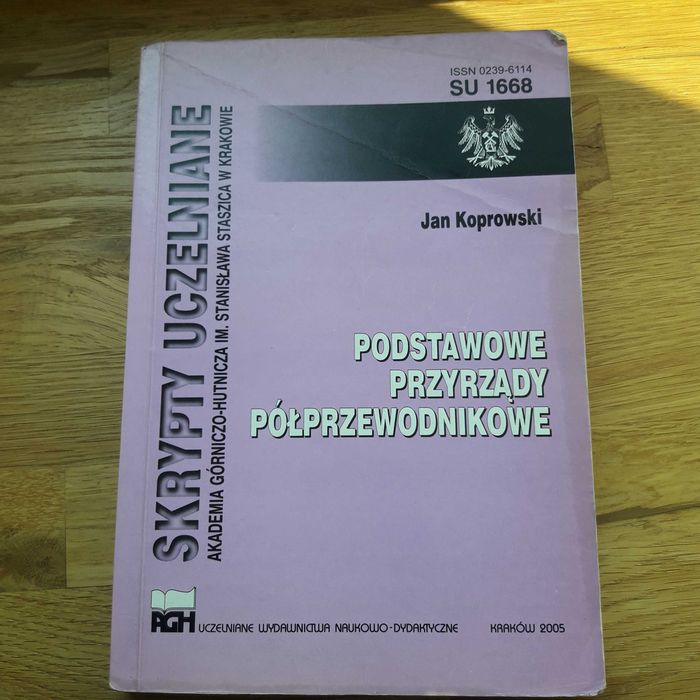 ISSN 0239-6114
SU 1668
SKRYPTY UCZELNIANE
AKADEMIA GÓRNICZO-HUTNICZA IM. STANISŁAWA STASZICA W KRAKOWIE
Jan Koprowski
PODSTAWOWE
PRZYRZĄDY
PÓŁPRZEWODNIKOWE
AGH
UCZELNIANE WYDAWNICTWA NAUKOWO-DYDAKTYCZNE
KRAKÓW 2005